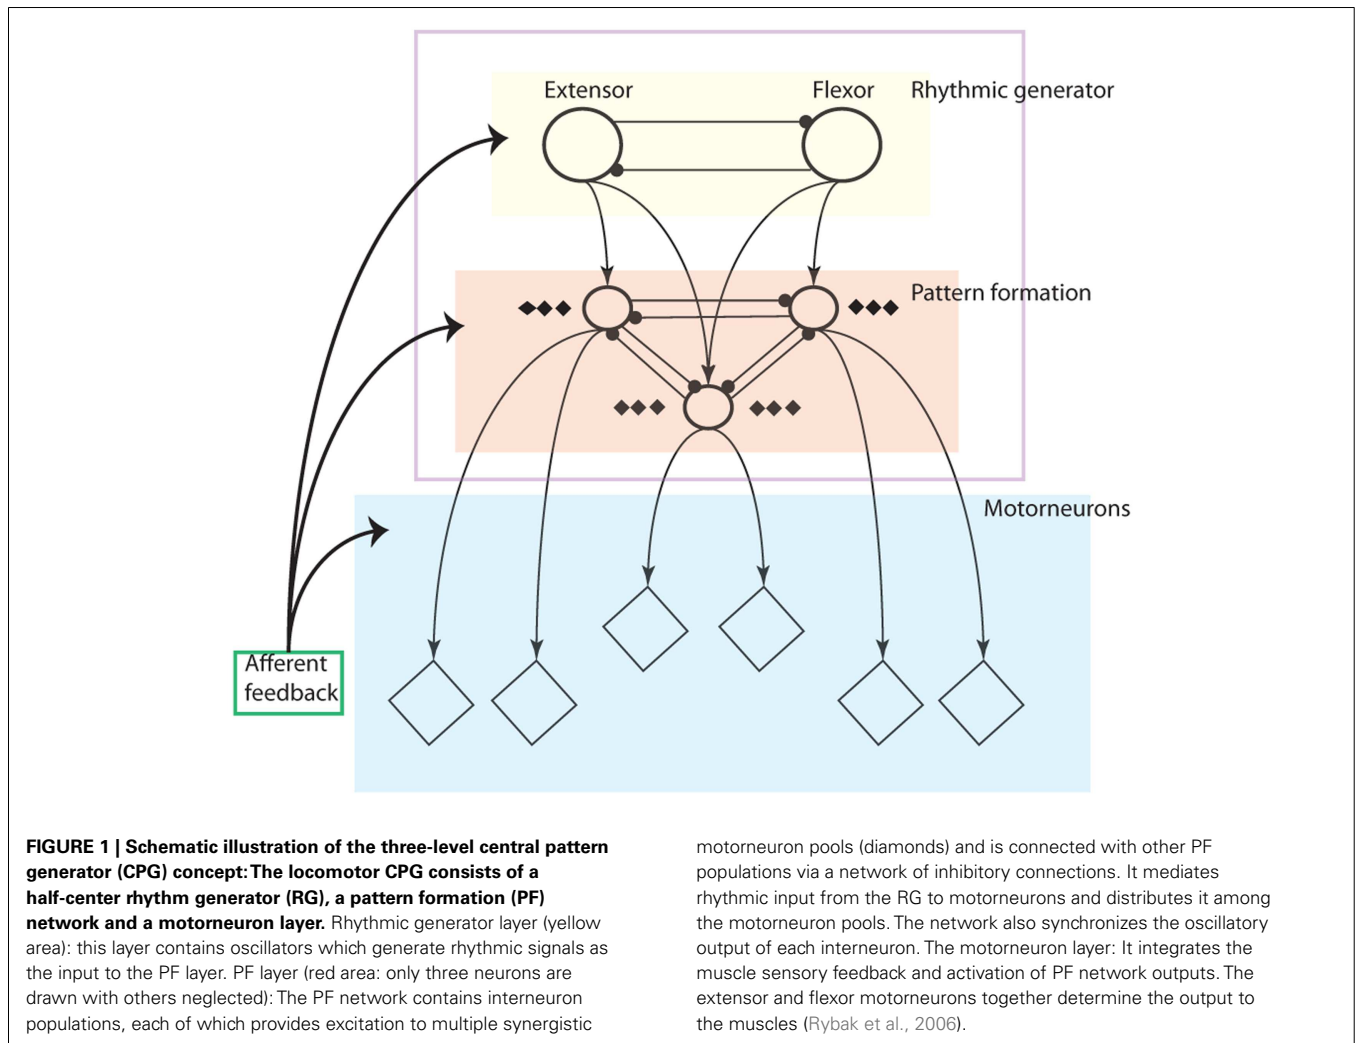 Extensor
Flexor
Rhythmic generator
Pattern formation
Motorneurons
Afferent
feedback
FIGURE 1 | Schematic illustration of the three-level central pattern
generator (CPG) concept: The locomotor CPG consists of a
half-center rhythm generator (RG), a pattern formation (PF)
network and a motorneuron layer. Rhythmic generator layer (yellow
area): this layer contains oscillators which generate rhythmic signals as
the input to the PF layer. PF layer (red area: only three neurons are
drawn with others neglected): The PF network contains interneuron
populations, each of which provides excitation to multiple synergistic
motorneuron pools (diamonds) and is connected with other PF
populations via a network of inhibitory connections. It mediates
rhythmic input from the RG to motorneurons and distributes it among
the motorneuron pools. The network also synchronizes the oscillatory
output of each interneuron. The motorneuron layer: It integrates the
muscle sensory feedback and activation of PF network outputs. The
extensor and flexor motorneurons together determine the output to
the muscles (Rybak et al., 2006).